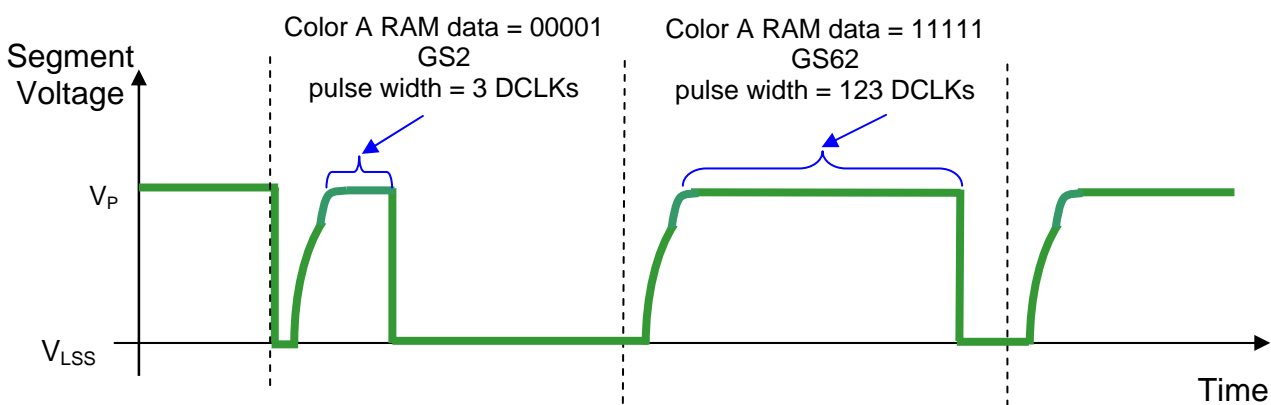 Color A RAM data = 00001
GS2
pulse width = 3 DCLKs
Color A RAM data = 11111
GS62
pulse width = 123 DCLKs
Segment
Voltage
VP
VLSS
Time